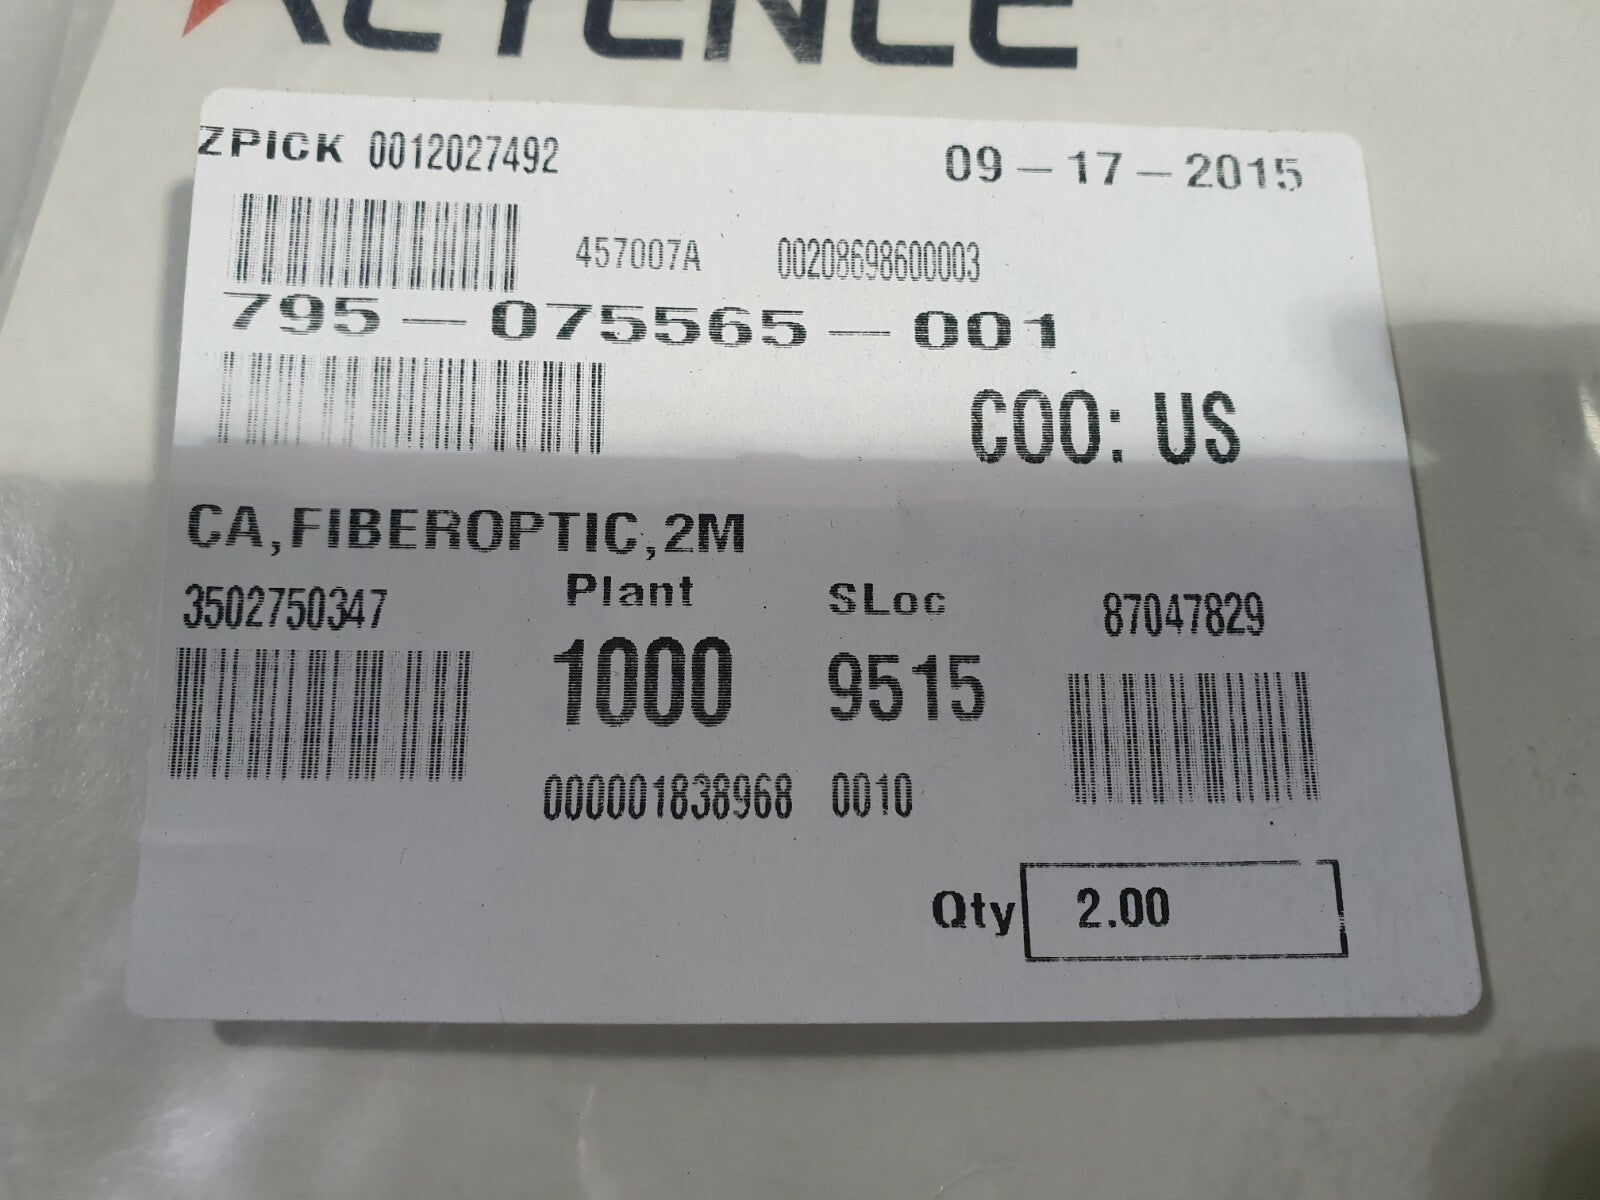 KEYENCE
ZPICK 0012027492 09-17-2015
457007A 00208698600003
795-075565-001
COO: US
CA,FIBEROPTIC,2M
3502750347 Plant SLoc 87047829
1000 9515
000001838968 0010
Qty 2.00